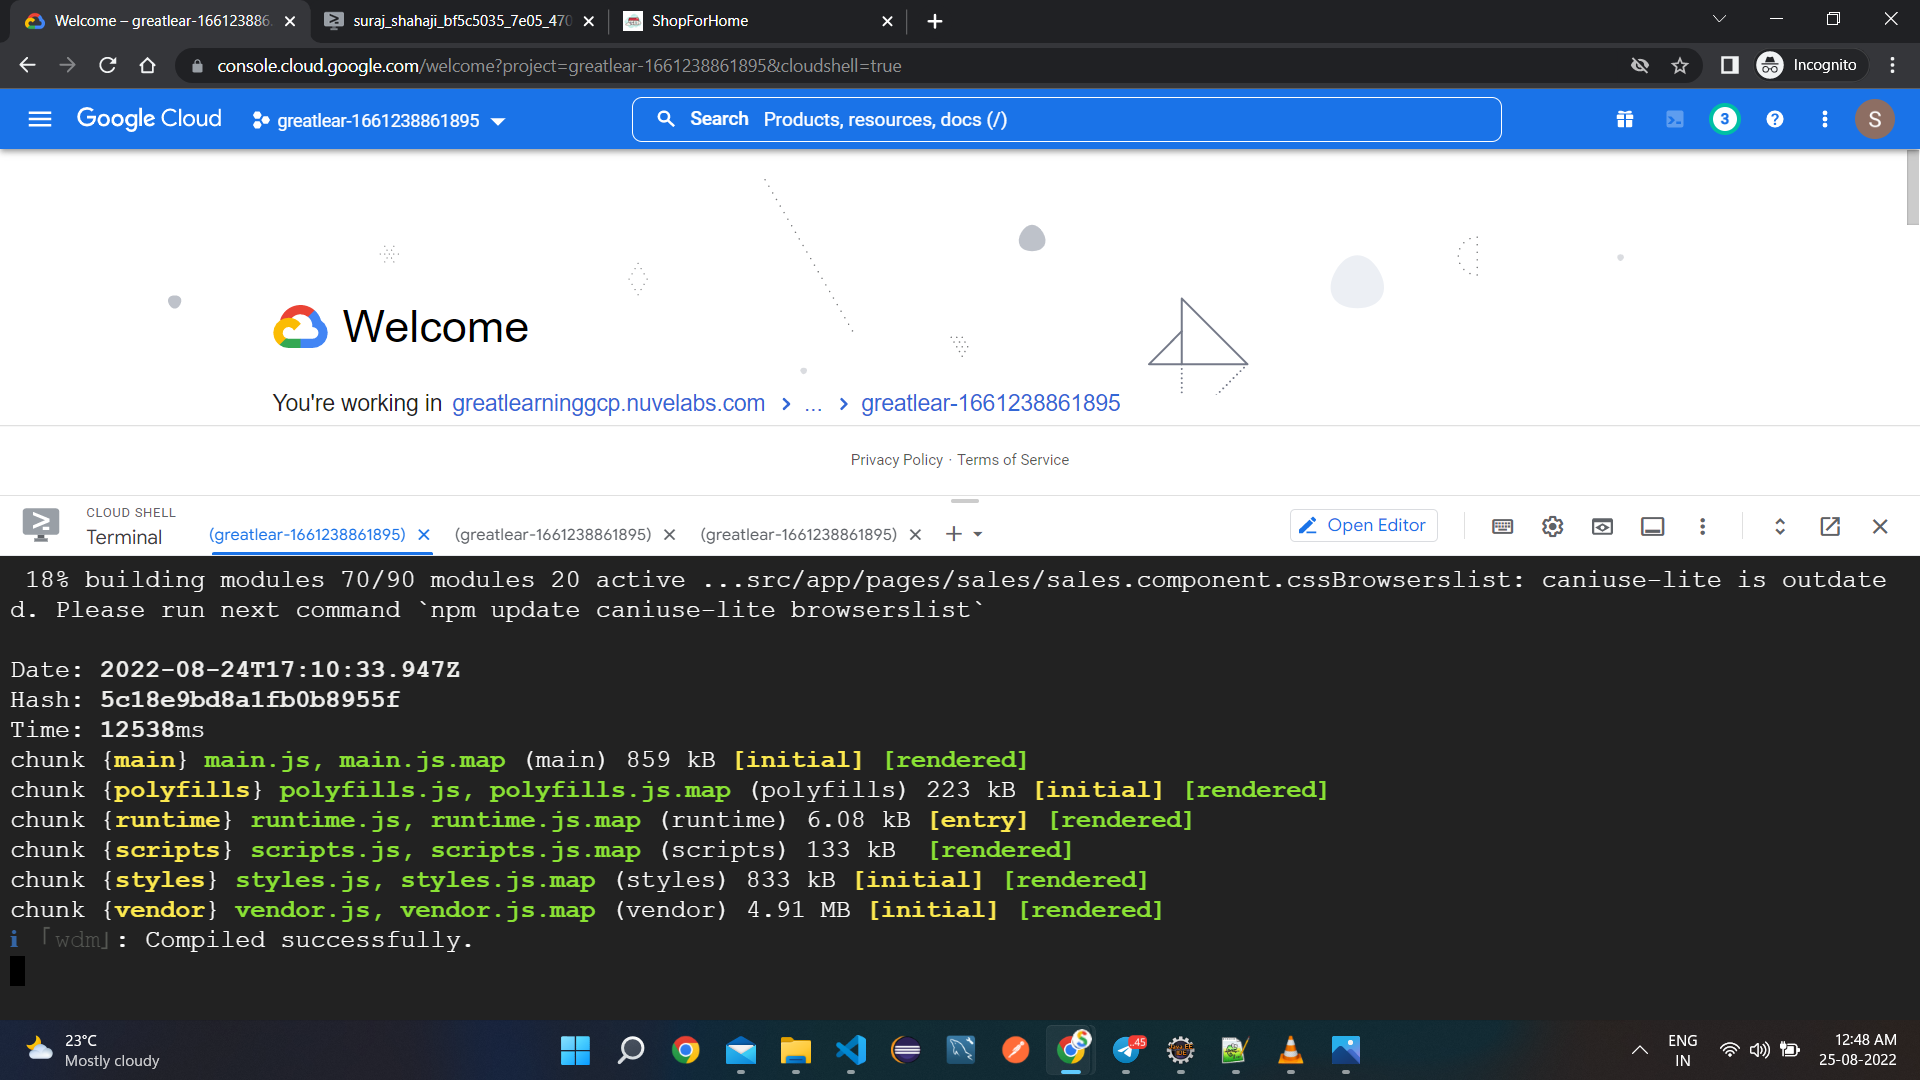 Welcome – greatlear-166123886
suraj_shahaji_bf5c5035_7e05_470
ShopForHome
console.cloud.google.com/welcome?project=greatlear-1661238861895&cloudshell=true
Incognito
Google Cloud
greatlear-1661238861895
Search Products, resources, docs (/)
3
S
Welcome
You're working in greatlearninggcp.nuvelabs.com > ... > greatlear-1661238861895
Privacy Policy · Terms of Service
CLOUD SHELL
Terminal
(greatlear-1661238861895)
(greatlear-1661238861895)
(greatlear-1661238861895)
Open Editor
18% building modules 70/90 modules 20 active ...src/app/pages/sales/sales.component.cssBrowserslist: caniuse-lite is outdate
d. Please run next command `npm update caniuse-lite browserslist`
Date: 2022-08-24T17:10:33.947Z
Hash: 5c18e9bd8a1fb0b8955f
Time: 12538ms
chunk {main} main.js, main.js.map (main) 859 kB [initial] [rendered]
chunk {polyfills} polyfills.js, polyfills.js.map (polyfills) 223 kB [initial] [rendered]
chunk {runtime} runtime.js, runtime.js.map (runtime) 6.08 kB [entry] [rendered]
chunk {scripts} scripts.js, scripts.js.map (scripts) 133 kB [rendered]
chunk {styles} styles.js, styles.js.map (styles) 833 kB [initial] [rendered]
chunk {vendor} vendor.js, vendor.js.map (vendor) 4.91 MB [initial] [rendered]
i ｢wdm｣: Compiled successfully.
23°C
Mostly cloudy
45
ENG
IN
12:48 AM
25-08-2022